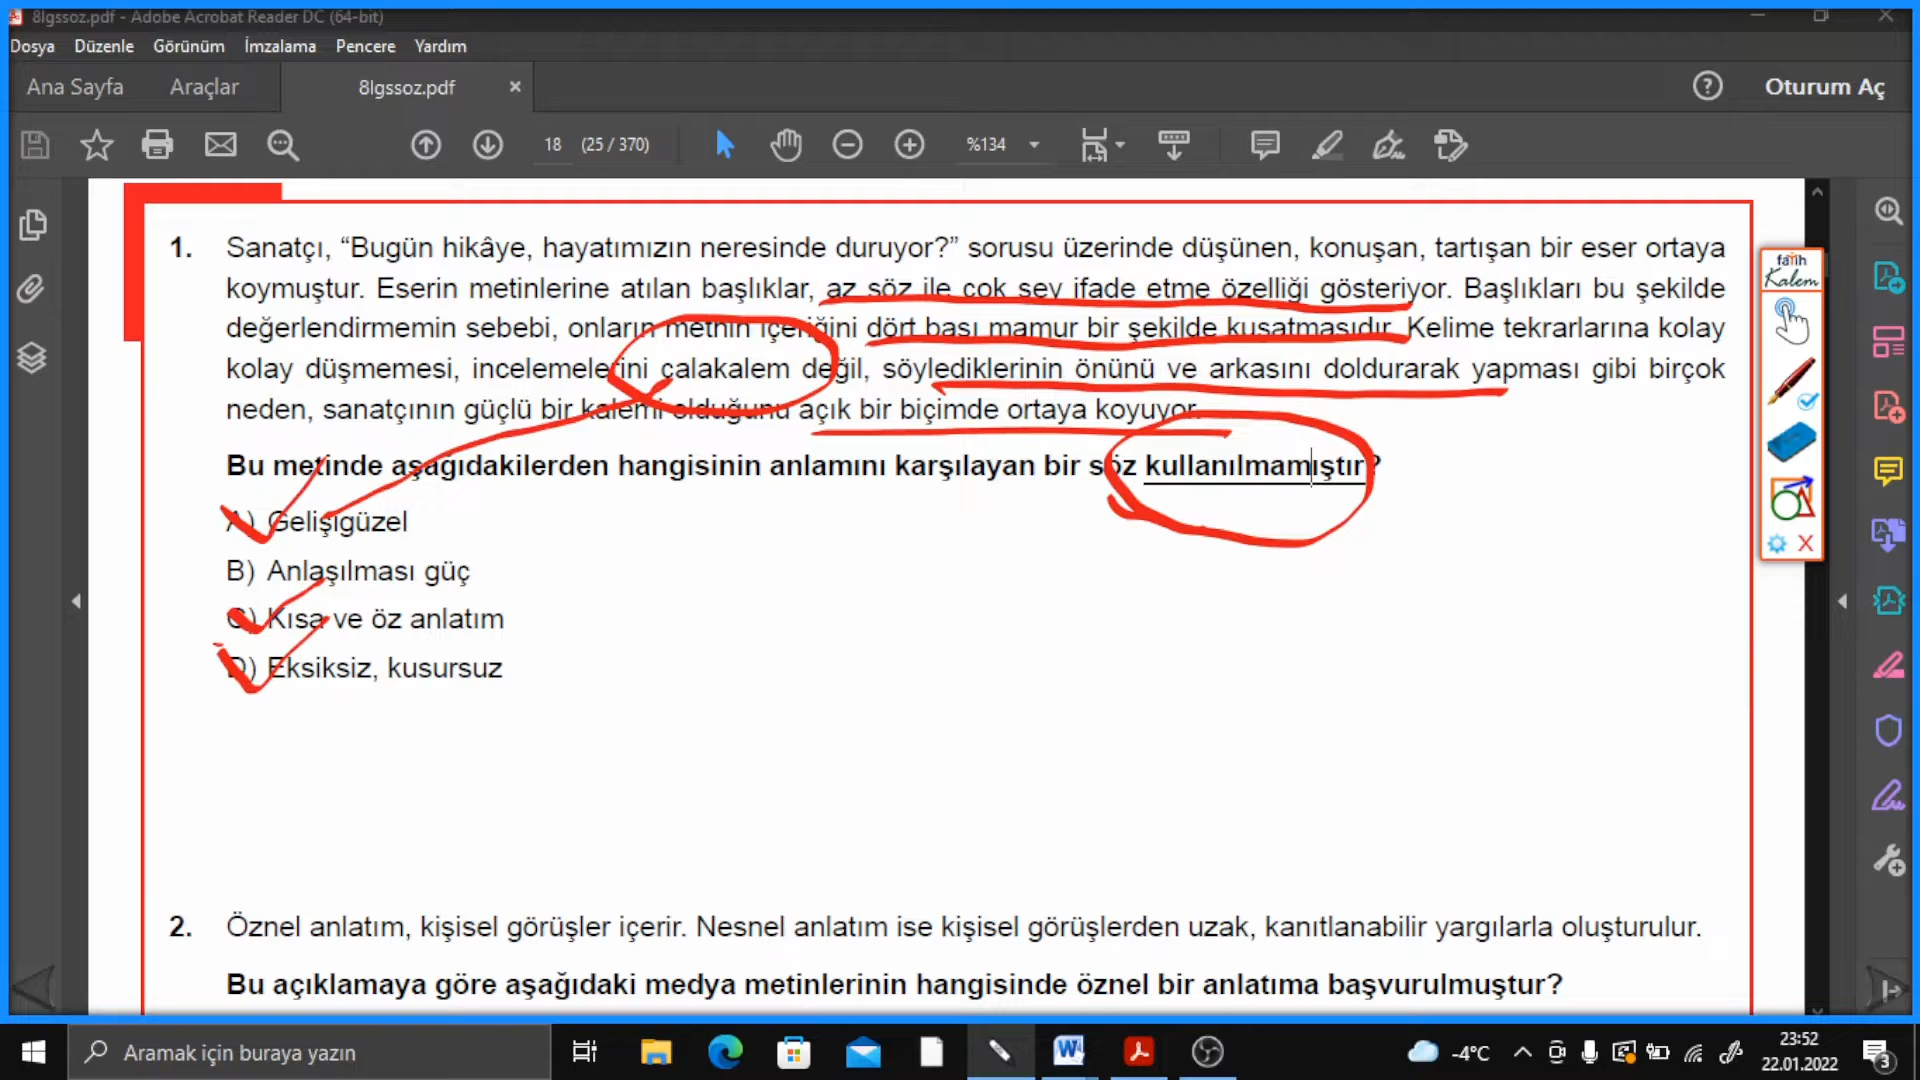 8lgssoz.pdf - Adobe Acrobat Reader DC (64-bit)
Dosya Düzenle Görünüm İmzalama Pencere Yardım
Ana Sayfa Araçlar 8lgssoz.pdf × Oturum Aç
18 (25 / 370) %134
1. Sanatçı, “Bugün hikâye, hayatımızın neresinde duruyor?” sorusu üzerinde düşünen, konuşan, tartışan bir eser ortaya
koymuştur. Eserin metinlerine atılan başlıklar, az söz ile çok şey ifade etme özelliği gösteriyor. Başlıkları bu şekilde
değerlendirmemin sebebi, onların metnin içeriğini dört başı mamur bir şekilde kuşatmasıdır. Kelime tekrarlarına kolay
kolay düşmemesi, incelemelerini çalakalem değil, söylediklerinin önünü ve arkasını doldurarak yapması gibi birçok
neden, sanatçının güçlü bir kalemi olduğunu açık bir biçimde ortaya koyuyor.
Bu metinde aşağıdakilerden hangisinin anlamını karşılayan bir söz kullanılmamıştır?
A) Gelişigüzel
B) Anlaşılması güç
C) Kısa ve öz anlatım
D) Eksiksiz, kusursuz
2. Öznel anlatım, kişisel görüşler içerir. Nesnel anlatım ise kişisel görüşlerden uzak, kanıtlanabilir yargılarla oluşturulur.
Bu açıklamaya göre aşağıdaki medya metinlerinin hangisinde öznel bir anlatıma başvurulmuştur?
fatih
Kalem
X
Aramak için buraya yazın
-4°C
23:52
22.01.2022
3